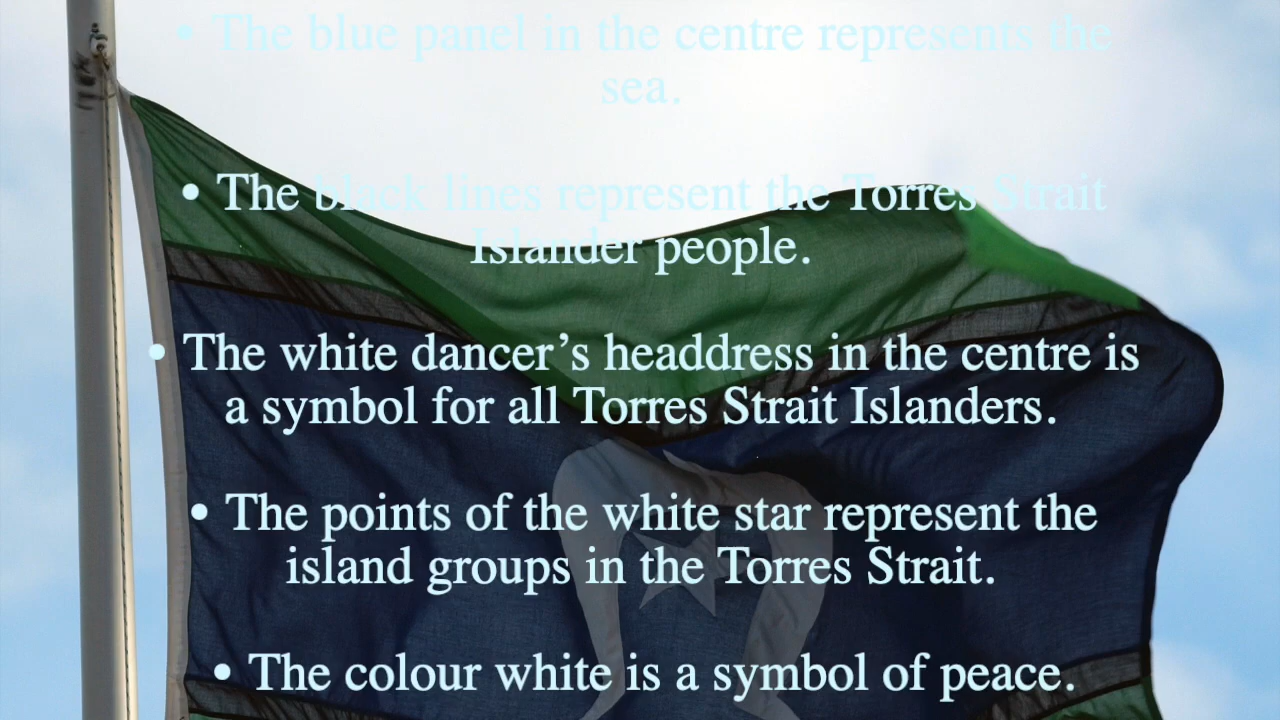 • The blue panel in the centre represents the
sea.
• The black lines represent the Torres Strait
Islander people.
• The white dancer’s headdress in the centre is
a symbol for all Torres Strait Islanders.
• The points of the white star represent the
island groups in the Torres Strait.
• The colour white is a symbol of peace.